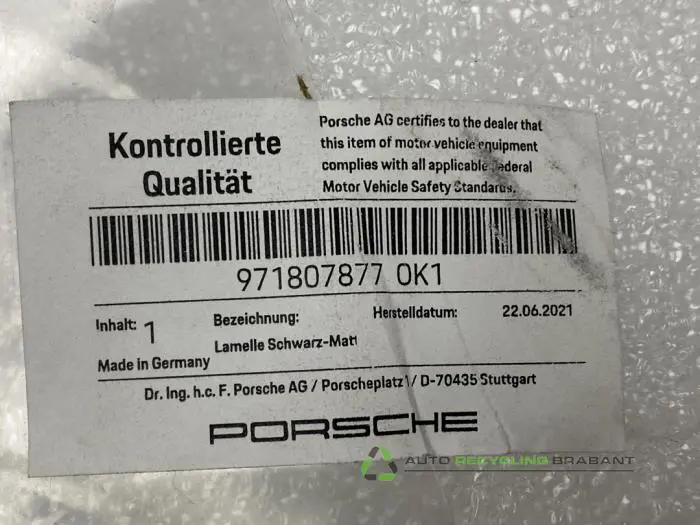 Kontrollierte
Qualität
Porsche AG certifies to the dealer that
this item of motor vehicle equipment
complies with all applicable Federal
Motor Vehicle Safety Standards.
971807877 0K1
Inhalt: 1
Bezeichnung:
Herstelldatum: 22.06.2021
Lamelle Schwarz-Matt
Made in Germany
Dr. Ing. h.c. F. Porsche AG / Porscheplatz 1/ D-70435 Stuttgart
PORSCHE
AUTO RECYCLING BRABANT